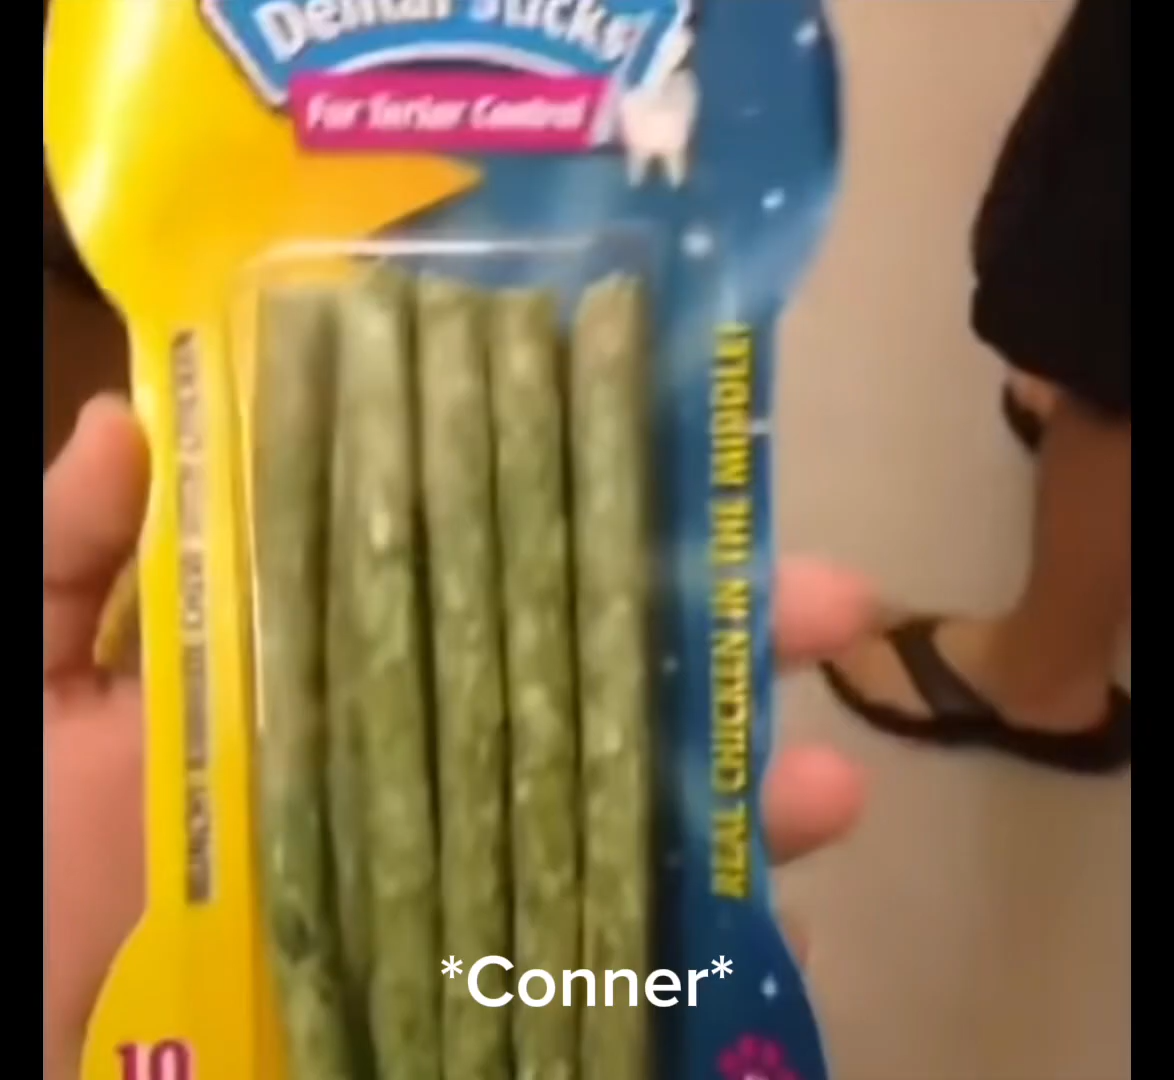 Dental Sticks
For Tartar Control
REAL CHICKEN IN THE MIDDLE!
*Conner*
10